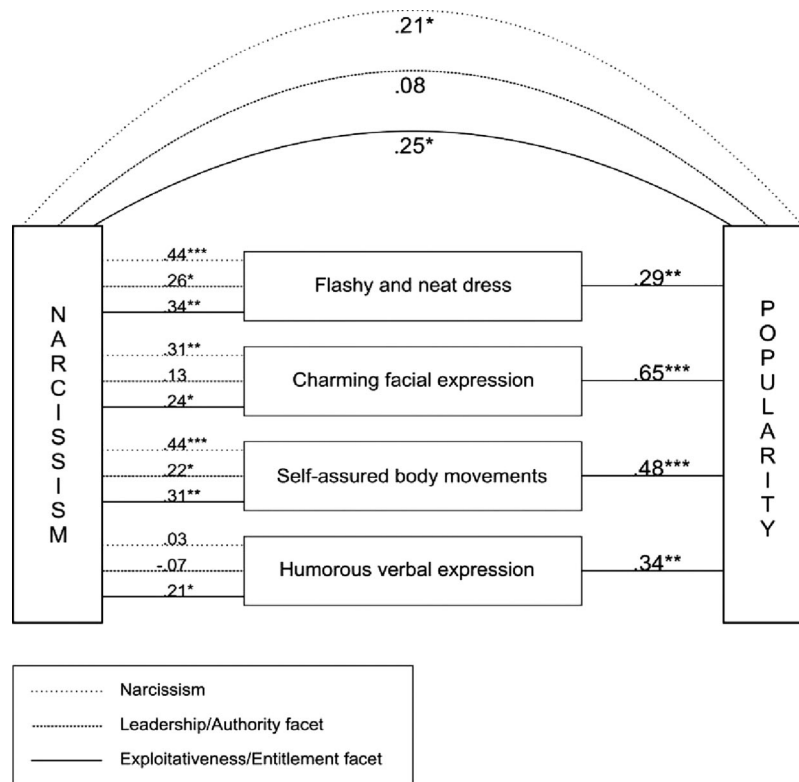 .21*
.08
.25*
NARCISSISM
.44***
.26*
.34**
Flashy and neat dress
.29**
.31**
.13
.24*
Charming facial expression
.65***
.44***
.22*
.31**
Self-assured body movements
.48***
.03
-.07
.21*
Humorous verbal expression
.34**
POPULARITY
Narcissism
Leadership/Authority facet
Exploitativeness/Entitlement facet